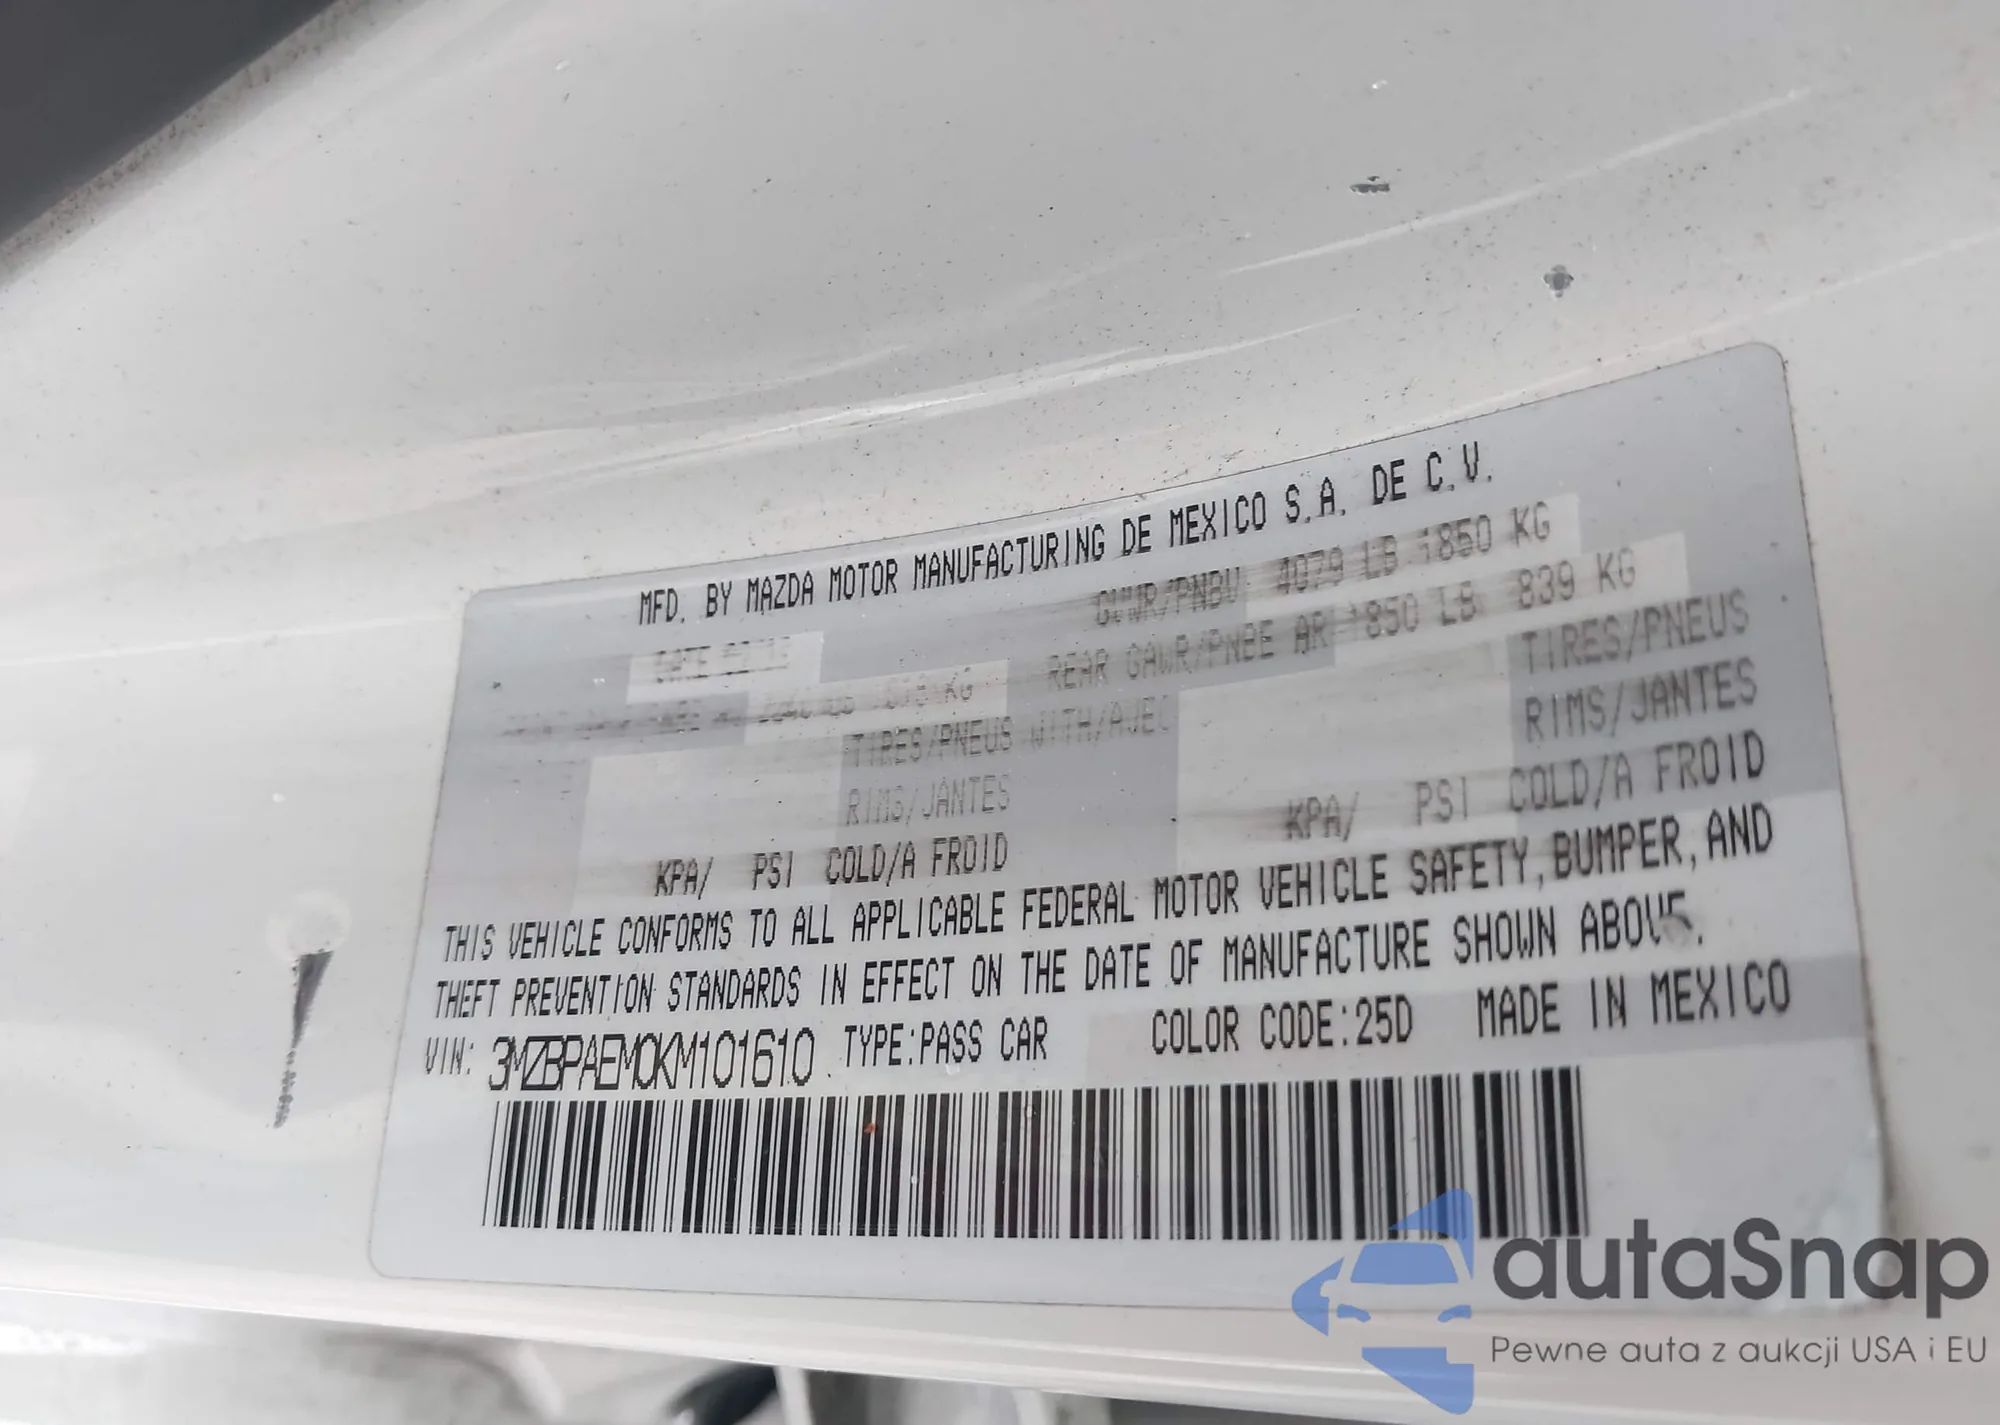 MFD. BY MAZDA MOTOR MANUFACTURING DE MEXICO S.A. DE C.V.
DATE GVWR/PNBV 4079 LB 1850 KG
KG REAR GAWR/PNBE AR 1850 LB 839 KG
TIRES/PNEUS WITH/AVEC TIRES/PNEUS
RIMS/JANTES RIMS/JANTES
KPA/ PSI COLD/A FROID KPA/ PSI COLD/A FROID
THIS VEHICLE CONFORMS TO ALL APPLICABLE FEDERAL MOTOR VEHICLE SAFETY, BUMPER, AND
THEFT PREVENTION STANDARDS IN EFFECT ON THE DATE OF MANUFACTURE SHOWN ABOVE.
VIN: 3MZBPAEM0KM101610 TYPE:PASS CAR COLOR CODE:25D MADE IN MEXICO
autaSnap
Pewne auta z aukcji USA i EU